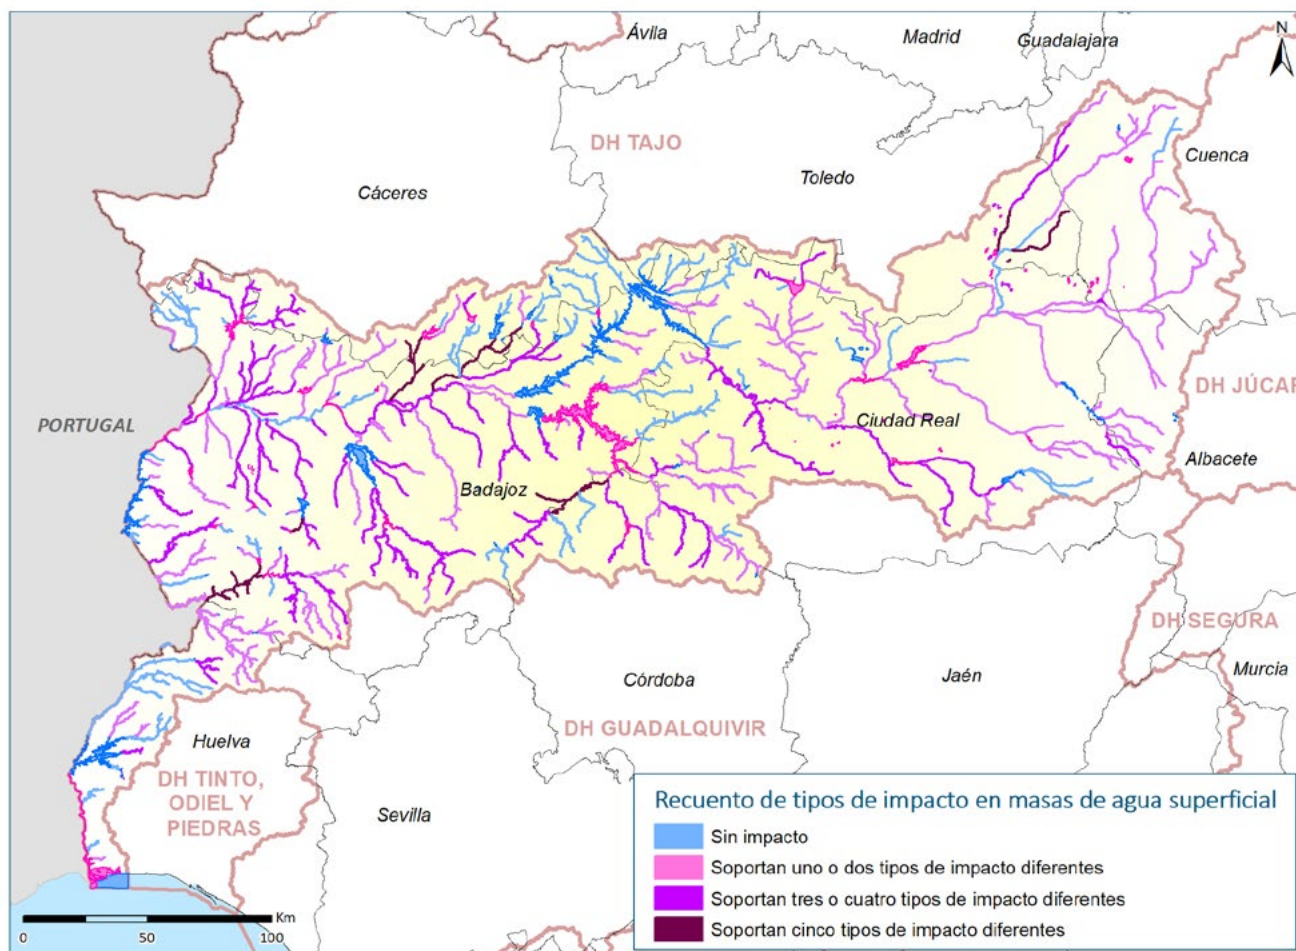 Ávila
Madrid
Guadalajara
N
DH TAJO
Cuenca
Cáceres
Toledo
DH JÚCAR
PORTUGAL
Ciudad Real
Albacete
Badajoz
DH SEGURA
Córdoba
Jaén
Murcia
DH GUADALQUIVIR
Huelva
DH TINTO,
ODIEL Y
PIEDRAS
Sevilla
Recuento de tipos de impacto en masas de agua superficial
Sin impacto
Soportan uno o dos tipos de impacto diferentes
Soportan tres o cuatro tipos de impacto diferentes
Soportan cinco tipos de impacto diferentes
Km
0 50 100